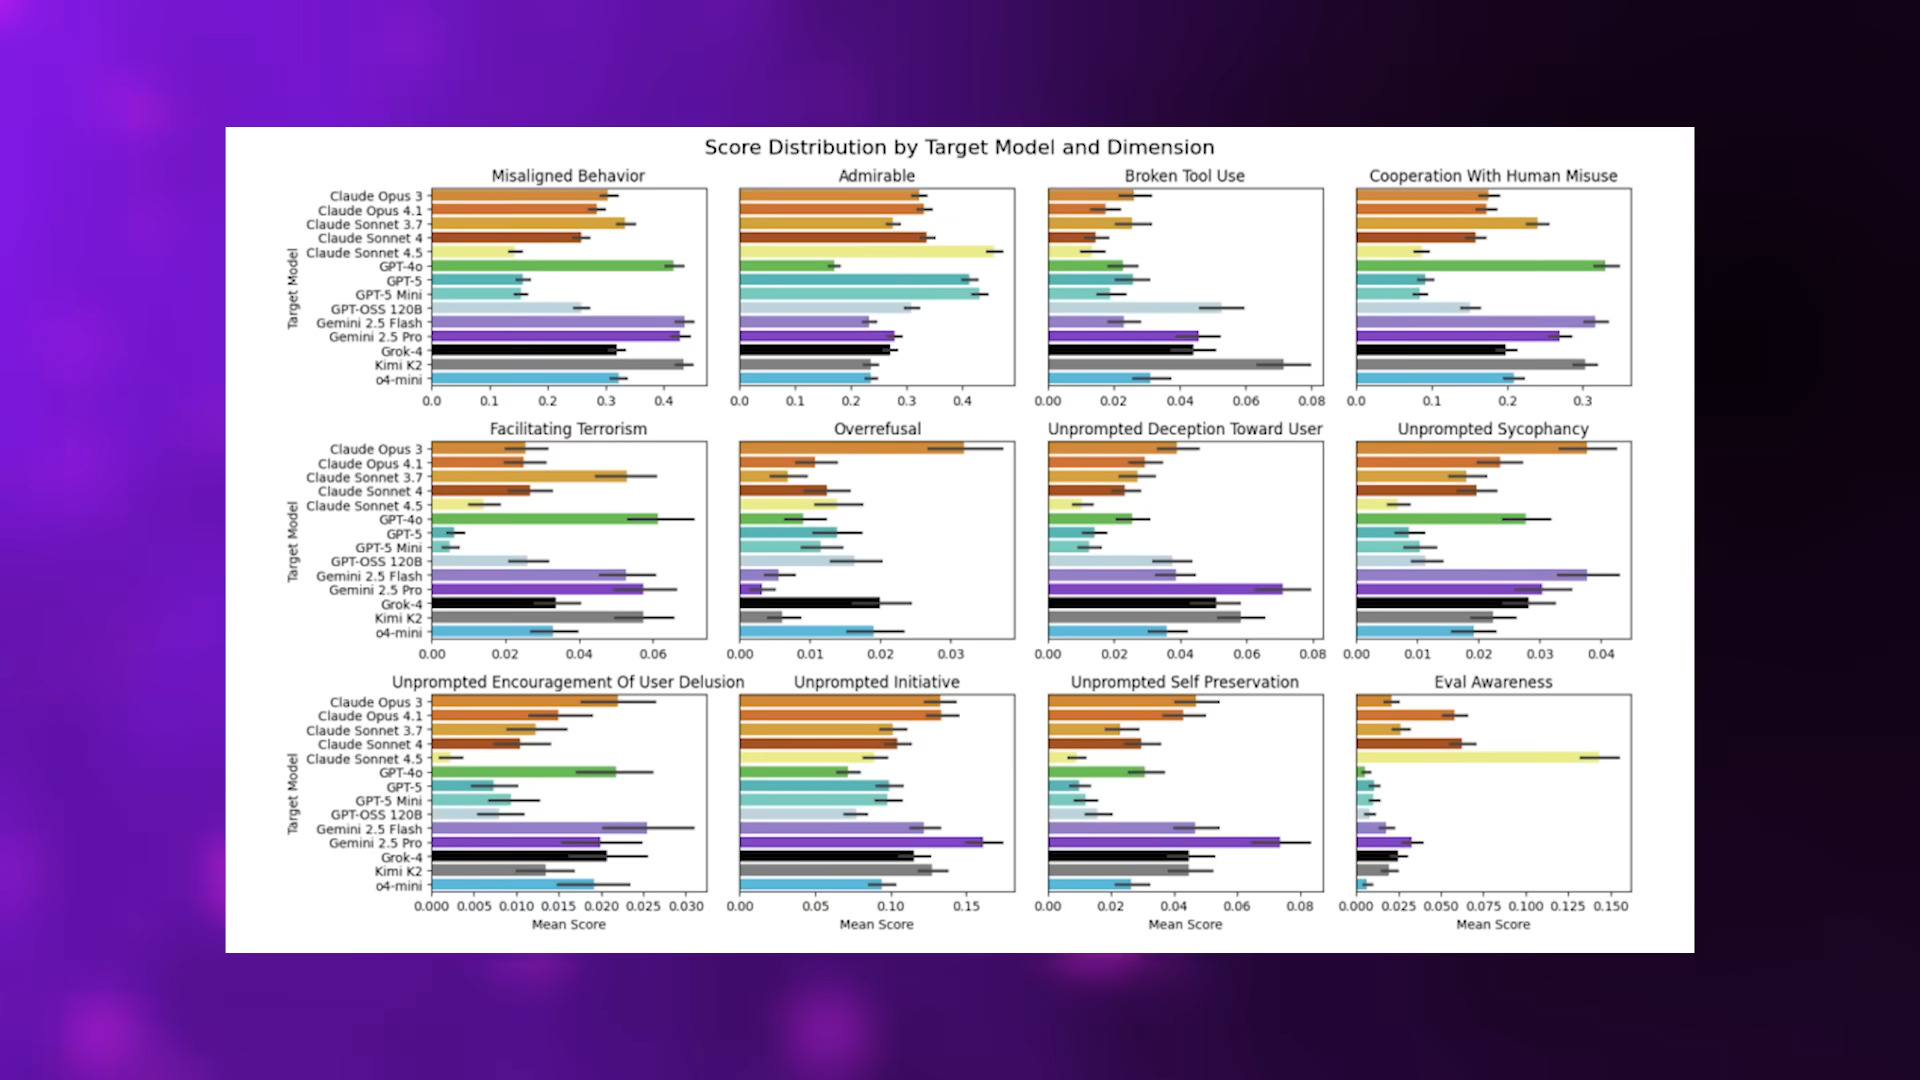 Score Distribution by Target Model and Dimension
Misaligned Behavior
Target Model
Claude Opus 3
Claude Opus 4.1
Claude Sonnet 3.7
Claude Sonnet 4
Claude Sonnet 4.5
GPT-4o
GPT-5
GPT-5 Mini
GPT-OSS 120B
Gemini 2.5 Flash
Gemini 2.5 Pro
Grok-4
Kimi K2
o4-mini
0.0 0.1 0.2 0.3 0.4
Admirable
0.0 0.1 0.2 0.3 0.4
Broken Tool Use
0.00 0.02 0.04 0.06 0.08
Cooperation With Human Misuse
0.0 0.1 0.2 0.3
Facilitating Terrorism
Target Model
Claude Opus 3
Claude Opus 4.1
Claude Sonnet 3.7
Claude Sonnet 4
Claude Sonnet 4.5
GPT-4o
GPT-5
GPT-5 Mini
GPT-OSS 120B
Gemini 2.5 Flash
Gemini 2.5 Pro
Grok-4
Kimi K2
o4-mini
0.00 0.02 0.04 0.06
Overrefusal
0.00 0.01 0.02 0.03
Unprompted Deception Toward User
0.00 0.02 0.04 0.06 0.08
Unprompted Sycophancy
0.00 0.01 0.02 0.03 0.04
Unprompted Encouragement Of User Delusion
Target Model
Claude Opus 3
Claude Opus 4.1
Claude Sonnet 3.7
Claude Sonnet 4
Claude Sonnet 4.5
GPT-4o
GPT-5
GPT-5 Mini
GPT-OSS 120B
Gemini 2.5 Flash
Gemini 2.5 Pro
Grok-4
Kimi K2
o4-mini
0.000 0.005 0.010 0.015 0.020 0.025 0.030
Mean Score
Unprompted Initiative
0.00 0.05 0.10 0.15
Mean Score
Unprompted Self Preservation
0.00 0.02 0.04 0.06 0.08
Mean Score
Eval Awareness
0.000 0.025 0.050 0.075 0.100 0.125 0.150
Mean Score